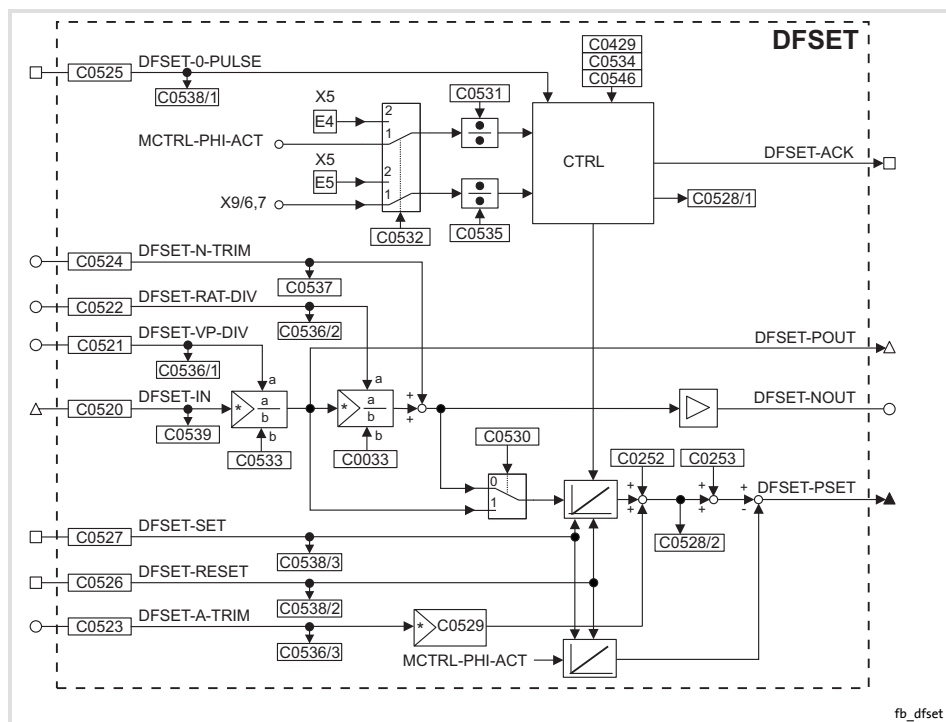 DFSET
C0525 DFSET-0-PULSE
C0538/1
C0429
C0534
C0546
X5
E4
MCTRL-PHI-ACT
2
1
C0531
X5
E5
X9/6,7
2
1
C0532
C0535
CTRL
DFSET-ACK
C0528/1
C0524 DFSET-N-TRIM
C0537
C0522 DFSET-RAT-DIV
C0536/2
C0521 DFSET-VP-DIV
C0536/1
DFSET-POUT
C0520 DFSET-IN
C0539
* a
a
b
b
C0533
* a
a
b
b
C0033
+
+
DFSET-NOUT
C0530
0
1
C0252
C0253
+
+
C0528/2
+
+
+
-
DFSET-PSET
C0527 DFSET-SET
C0538/3
C0526 DFSET-RESET
C0538/2
C0523 DFSET-A-TRIM
C0536/3
* C0529
MCTRL-PHI-ACT
fb_dfset